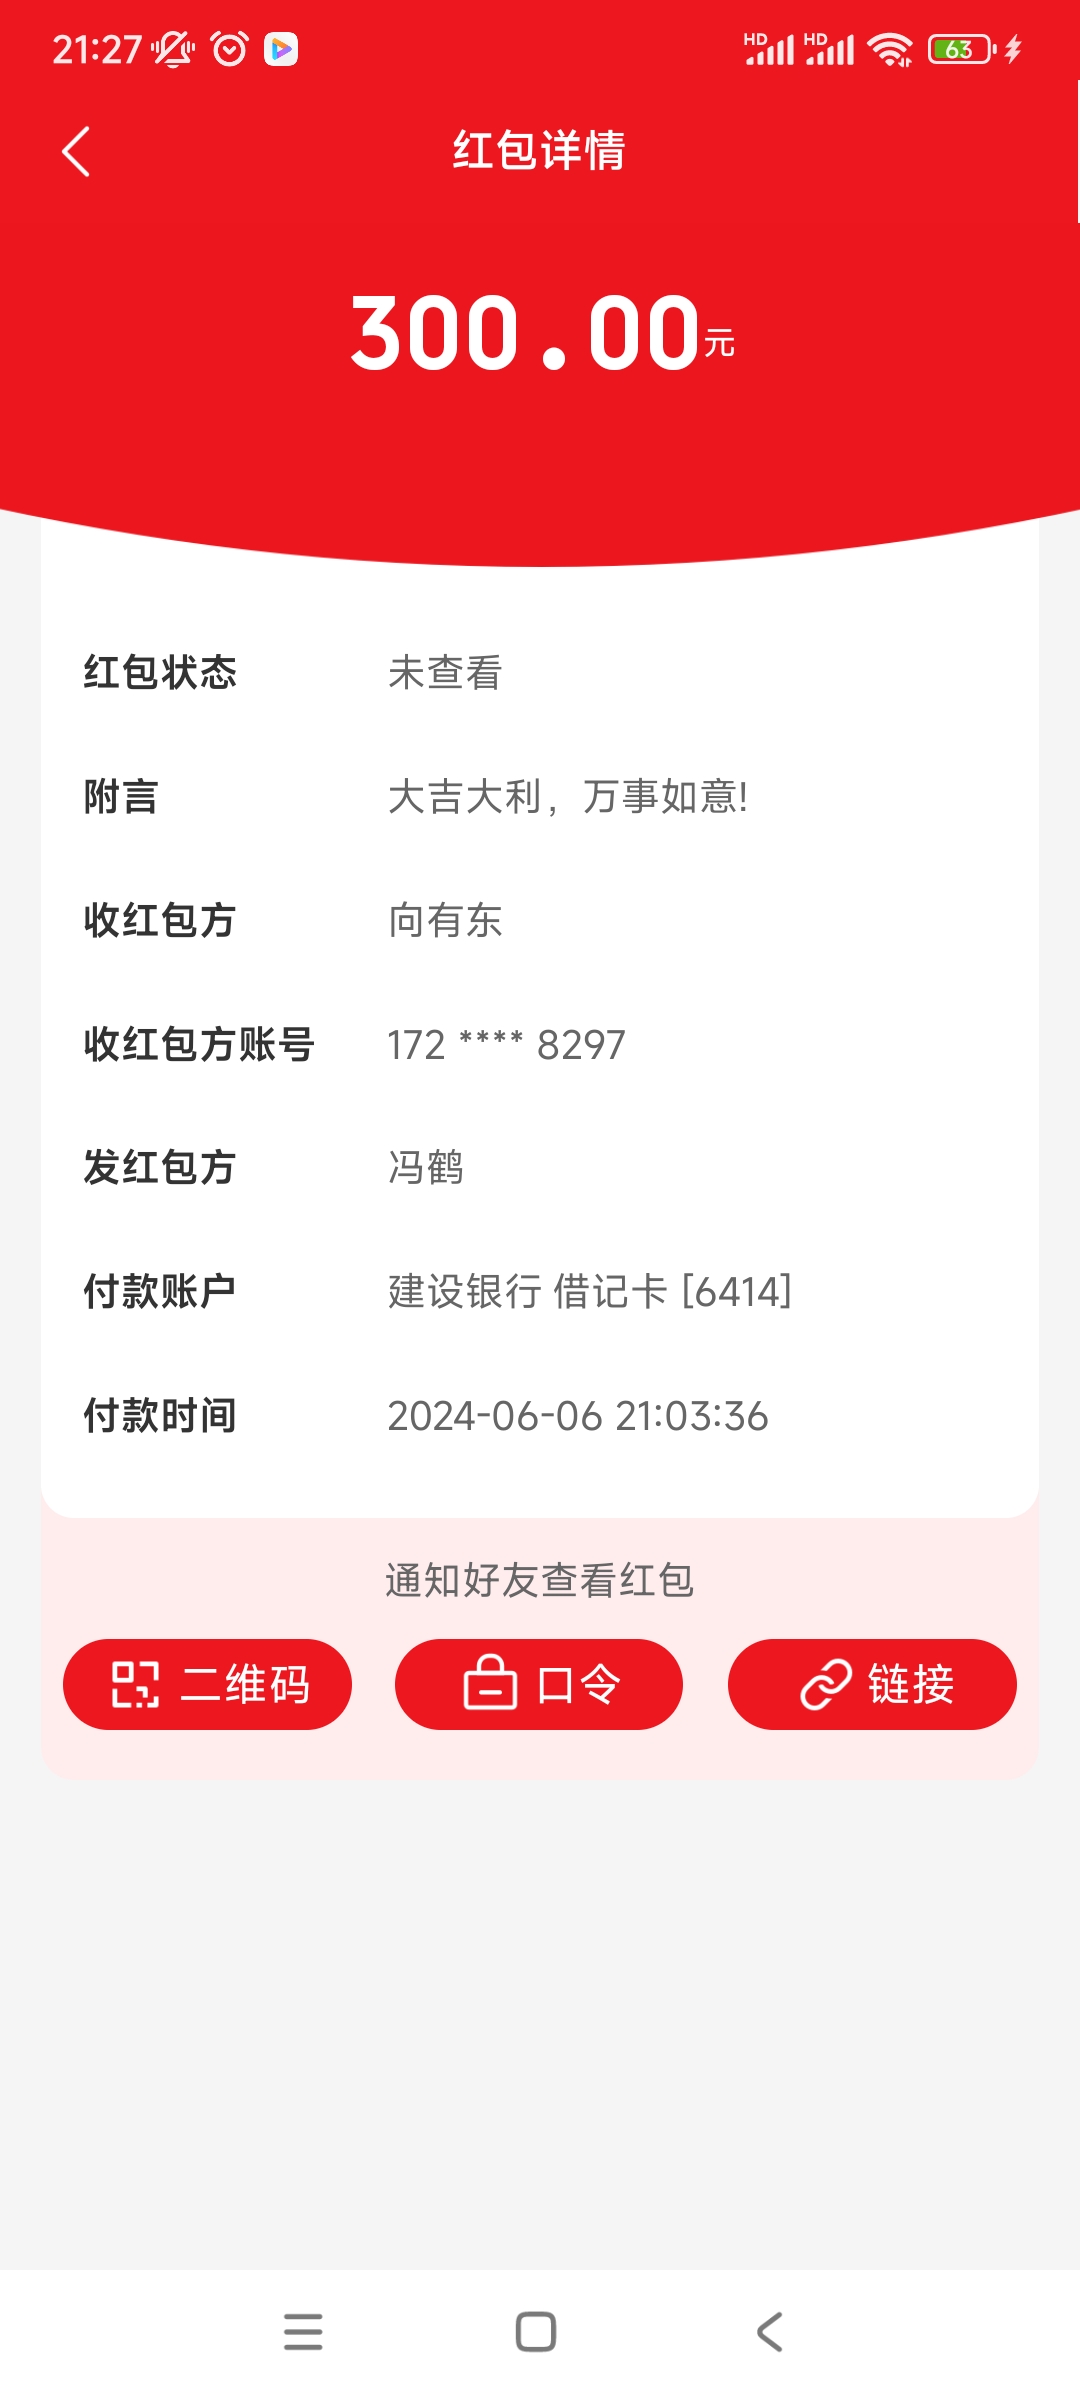 21:27 HD HD 63
红包详情
300.00元
红包状态 未查看
附言 大吉大利，万事如意!
收红包方 向有东
收红包方账号 172 **** 8297
发红包方 冯鹤
付款账户 建设银行 借记卡 [6414]
付款时间 2024-06-06 21:03:36
通知好友查看红包
二维码 口令 链接